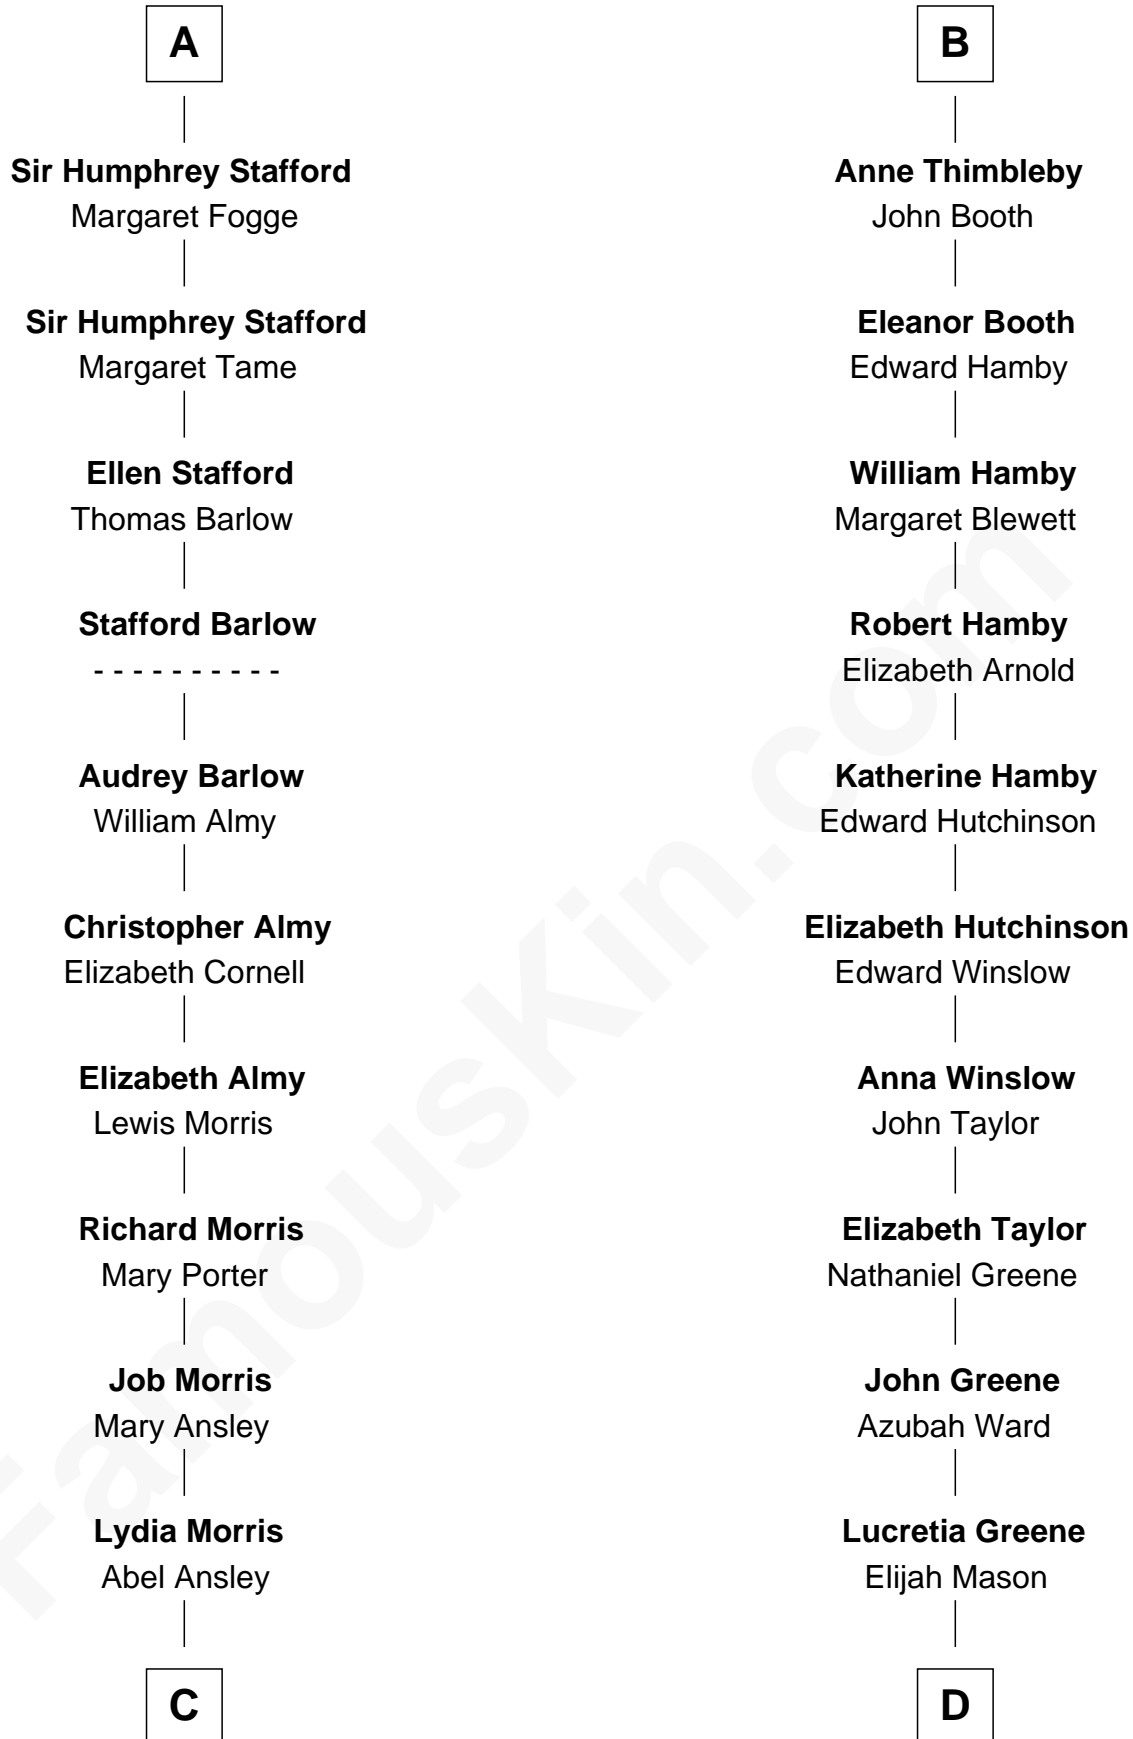 A
Sir Humphrey Stafford
Margaret Fogge
Sir Humphrey Stafford
Margaret Tame
Ellen Stafford
Thomas Barlow
Stafford Barlow
- - - - - - - - - -
Audrey Barlow
William Almy
Christopher Almy
Elizabeth Cornell
Elizabeth Almy
Lewis Morris
Richard Morris
Mary Porter
Job Morris
Mary Ansley
Lydia Morris
Abel Ansley
C
B
Anne Thimbleby
John Booth
Eleanor Booth
Edward Hamby
William Hamby
Margaret Blewett
Robert Hamby
Elizabeth Arnold
Katherine Hamby
Edward Hutchinson
Elizabeth Hutchinson
Edward Winslow
Anna Winslow
John Taylor
Elizabeth Taylor
Nathaniel Greene
John Greene
Azubah Ward
Lucretia Greene
Elijah Mason
D
FamousKin.com